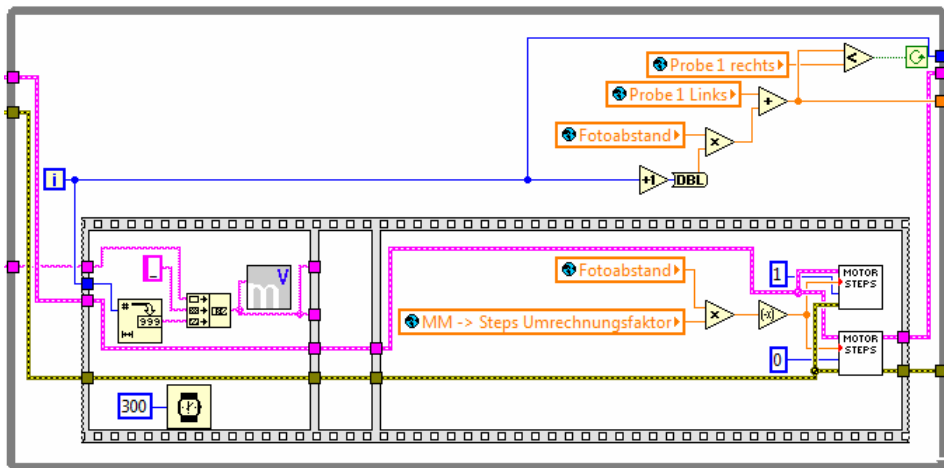 Probe 1 rechts
<
Probe 1 Links
+
Fotoabstand
x
i
+1
DBL
-
V
m
#
999
Fotoabstand
1
MOTOR
STEPS
MM -> Steps Umrechnungsfaktor
x
-x
0
MOTOR
STEPS
300